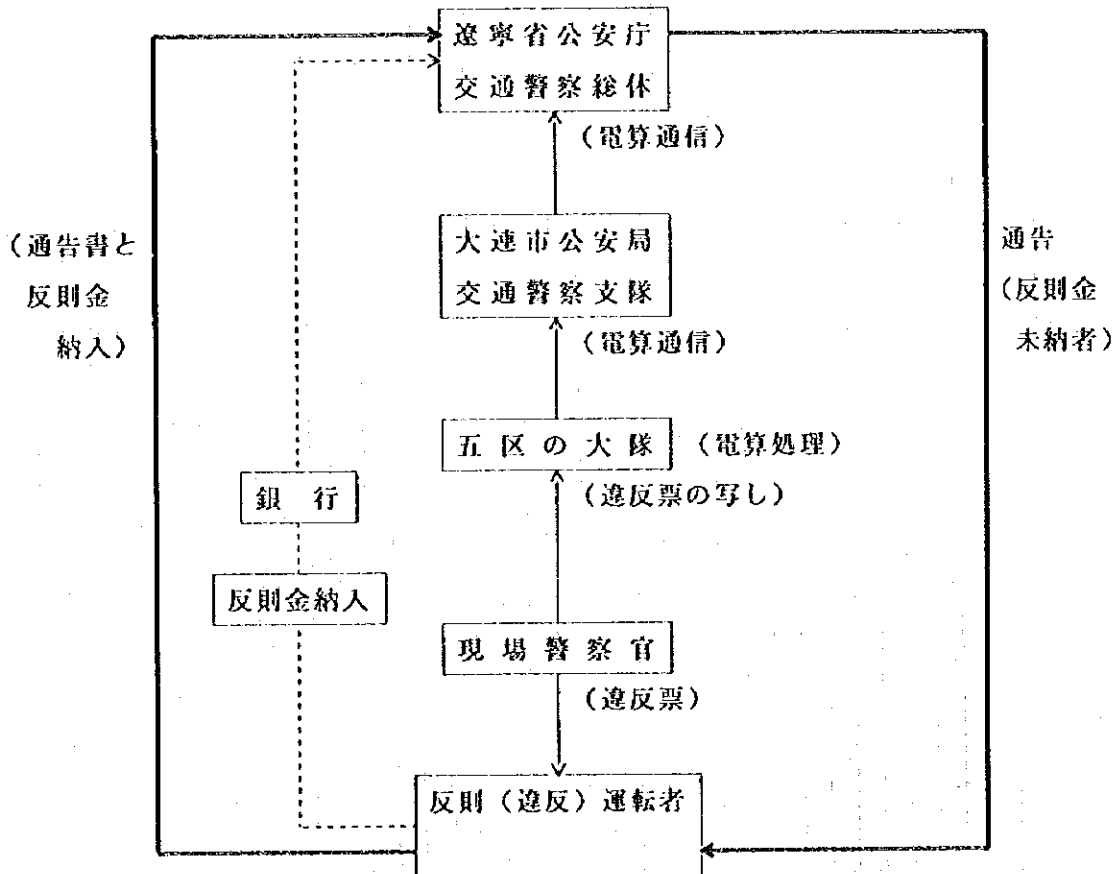 遼寧省公安庁
交通警察総休
（電算通信）
（通告書と
反則金
納入）
大連市公安局
交通警察支隊
（電算通信）
通告
（反則金
未納者）
五区の大隊
（電算処理）
（違反票の写し）
銀行
反則金納入
現場警察官
（違反票）
反則（違反）運転者